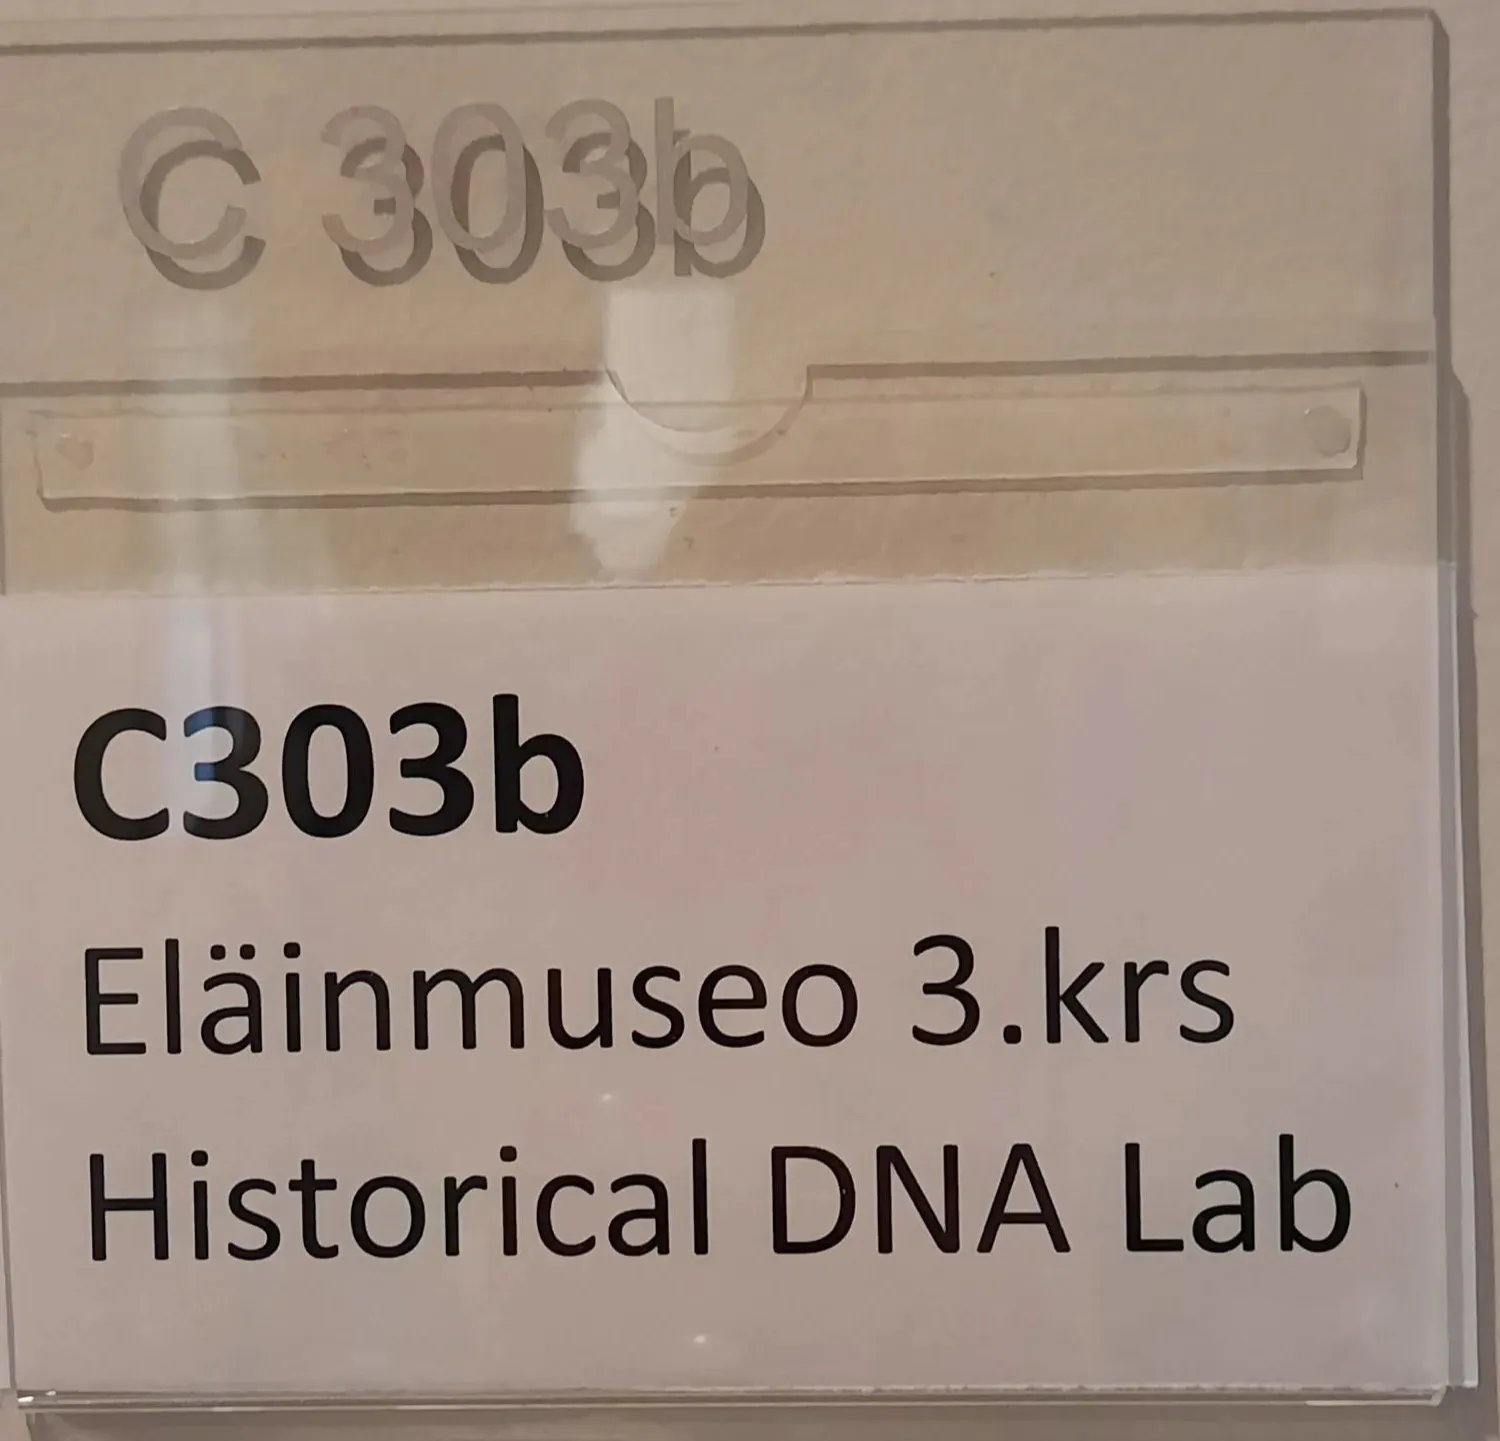 C 303b
C303b
Eläinmuseo 3.krs
Historical DNA Lab